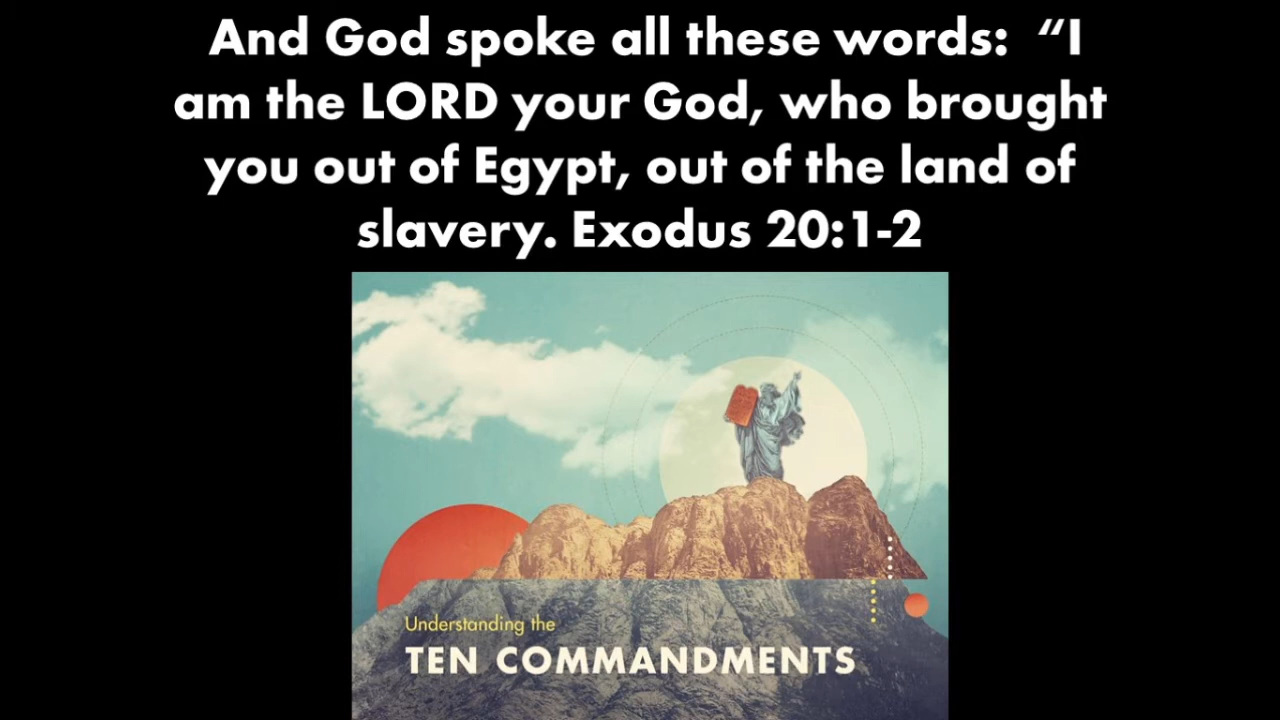 And God spoke all these words:  “I
am the LORD your God, who brought
you out of Egypt, out of the land of
slavery. Exodus 20:1-2
Understanding the
TEN COMMANDMENTS